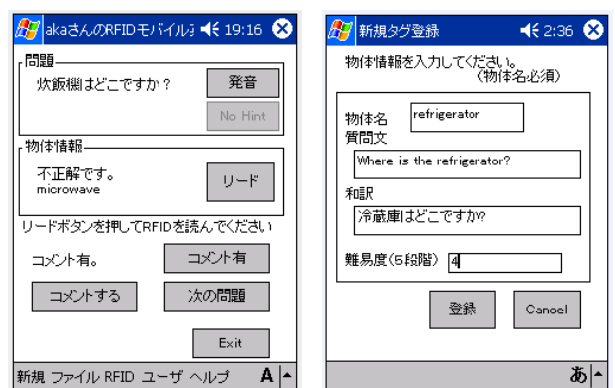 akaさんのRFIDモバイル
19:16
問題
炊飯機はどこですか？
発音
No Hint
物体情報
不正解です。
microwave
リード
リードボタンを押してRFIDを読んでください
コメント有。
コメント有
コメントする
次の問題
Exit
新規 ファイル RFID ユーザ ヘルプ
A
新規タグ登録
2:36
物体情報を入力してください。
(物体名必須)
物体名
refrigerator
質問文
Where is the refrigerator?
和訳
冷蔵庫はどこですか?
難易度(5段階)
4
登録
Cancel
あ